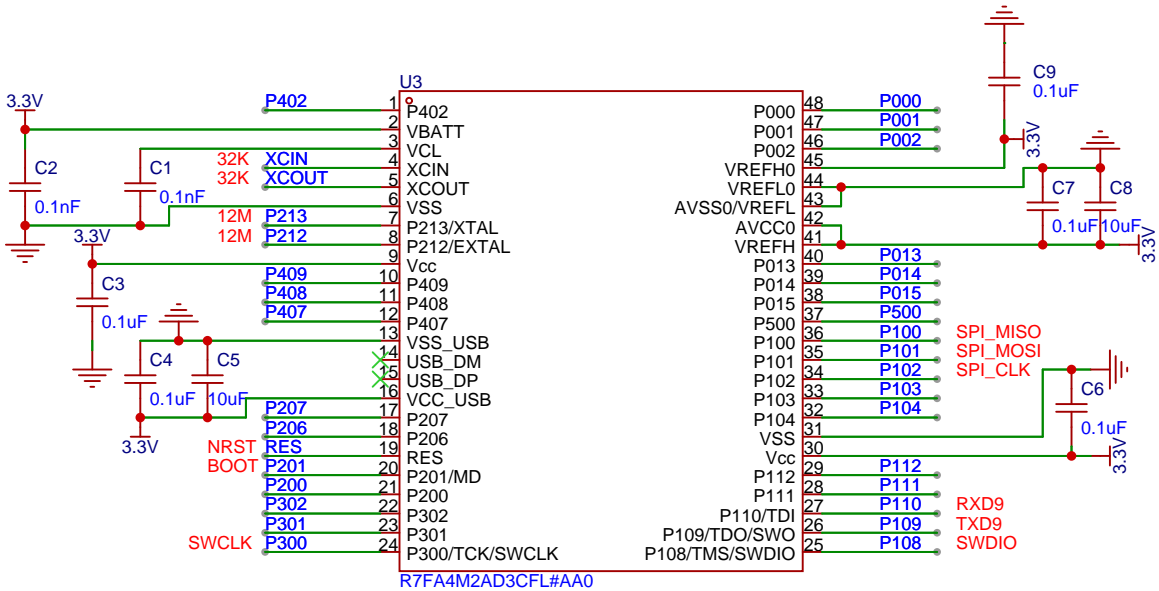 U3
3.3V
C2
0.1nF
C1
0.1nF
3.3V
C3
0.1uF
C4
0.1uF
C5
10uF
3.3V
P402
1
P402
2
VBATT
3
VCL
32K
XCIN
4
XCIN
32K
XCOUT
5
XCOUT
6
VSS
12M
P213
7
P213/XTAL
12M
P212
8
P212/EXTAL
9
Vcc
P409
10
P409
P408
11
P408
P407
12
P407
13
VSS_USB
14
USB_DM
15
USB_DP
16
VCC_USB
P207
17
P207
P206
18
P206
NRST
RES
19
RES
BOOT
P201
20
P201/MD
P200
21
P200
P302
22
P302
P301
23
P301
SWCLK
P300
24
P300/TCK/SWCLK
P000
48
P000
P001
47
P001
P002
46
P002
VREFH0
45
VREFL0
44
AVSS0/VREFL
43
AVCC0
42
VREFH
41
P013
40
P013
P014
39
P014
P015
38
P015
P500
37
P500
P100
36
P100
SPI_MISO
P101
35
P101
SPI_MOSI
P102
34
P102
SPI_CLK
P103
33
P103
P104
32
P104
VSS
31
Vcc
30
P112
29
P112
P111
28
P111
P110/TDI
27
P110
RXD9
P109/TDO/SWO
26
P109
TXD9
P108/TMS/SWDIO
25
P108
SWDIO
C9
0.1uF
3.3V
C7
0.1uF
C8
10uF
3.3V
C6
0.1uF
3.3V
R7FA4M2AD3CFL#AA0